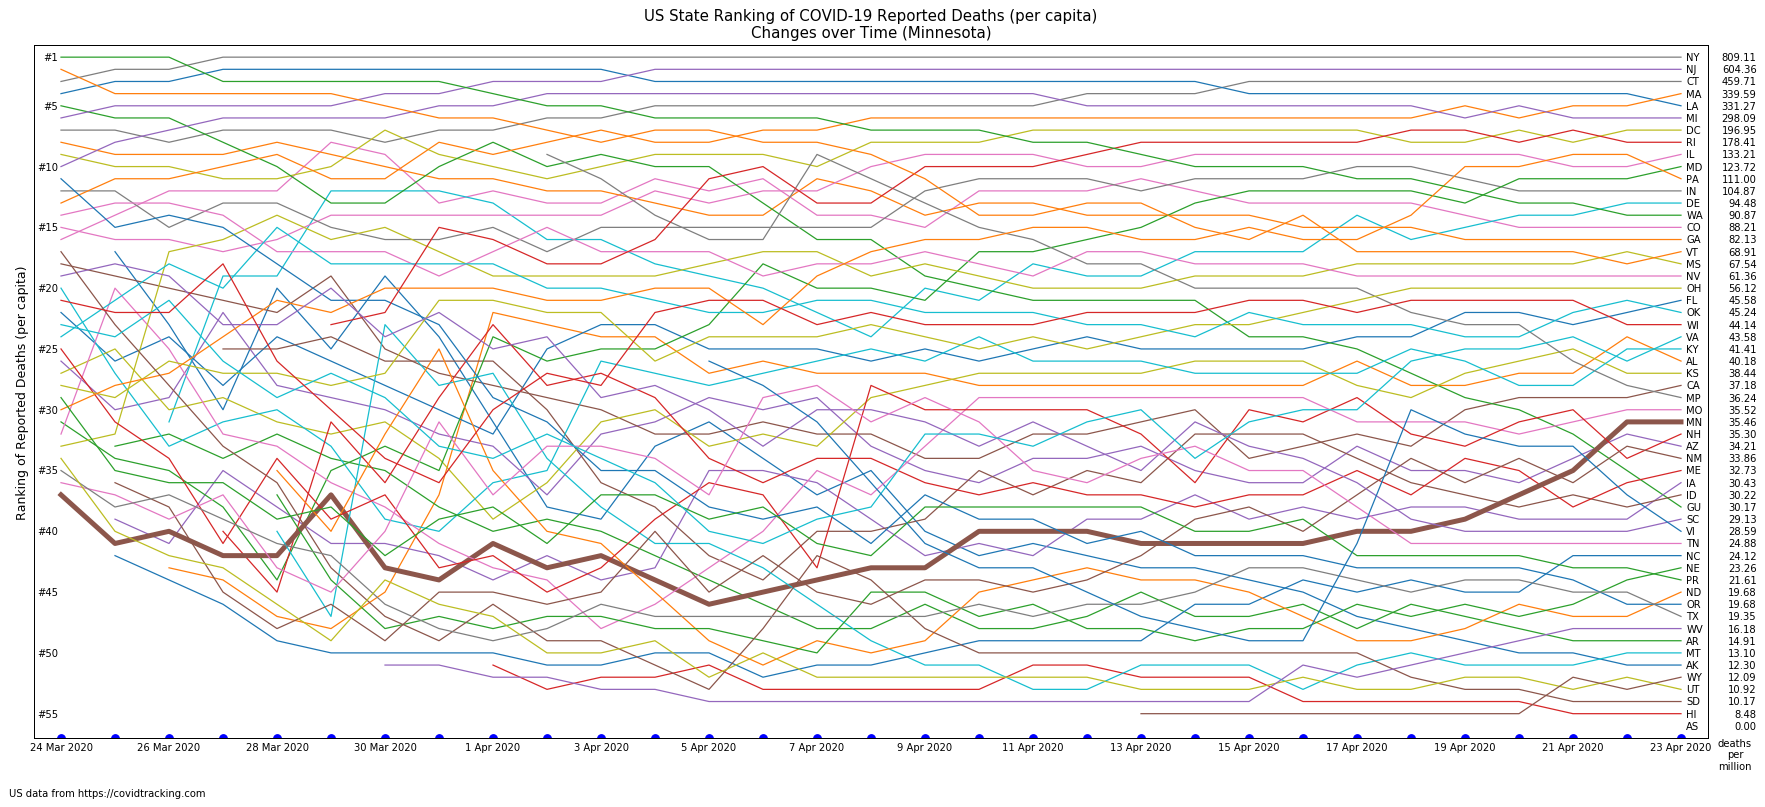 US State Ranking of COVID-19 Reported Deaths (per capita)
Changes over Time (Minnesota)
Ranking of Reported Deaths (per capita)
#1
#5
#10
#15
#20
#25
#30
#35
#40
#45
#50
#55
NY 809.11
NJ 604.36
CT 459.71
MA 339.59
LA 331.27
MI 298.09
DC 196.95
RI 178.41
IL 133.21
MD 123.72
PA 111.00
IN 104.87
DE 94.48
WA 90.87
CO 88.21
GA 82.13
VT 68.91
MS 67.54
NV 61.36
OH 56.12
FL 45.58
OK 45.24
WI 44.14
VA 43.58
KY 41.41
AL 40.18
KS 38.44
CA 37.18
MP 36.24
MO 35.52
MN 35.46
NH 35.30
AZ 34.21
NM 33.86
ME 32.73
IA 30.43
ID 30.22
GU 30.17
SC 29.13
VI 28.59
TN 24.88
NC 24.12
NE 23.26
PR 21.61
ND 19.68
OR 19.68
TX 19.35
WV 16.18
AR 14.91
MT 13.10
AK 12.30
WY 12.09
UT 10.92
SD 10.17
HI 8.48
AS 0.00
24 Mar 2020 26 Mar 2020 28 Mar 2020 30 Mar 2020 1 Apr 2020 3 Apr 2020 5 Apr 2020 7 Apr 2020 9 Apr 2020 11 Apr 2020 13 Apr 2020 15 Apr 2020 17 Apr 2020 19 Apr 2020 21 Apr 2020 23 Apr 2020
deaths
per
million
US data from https://covidtracking.com